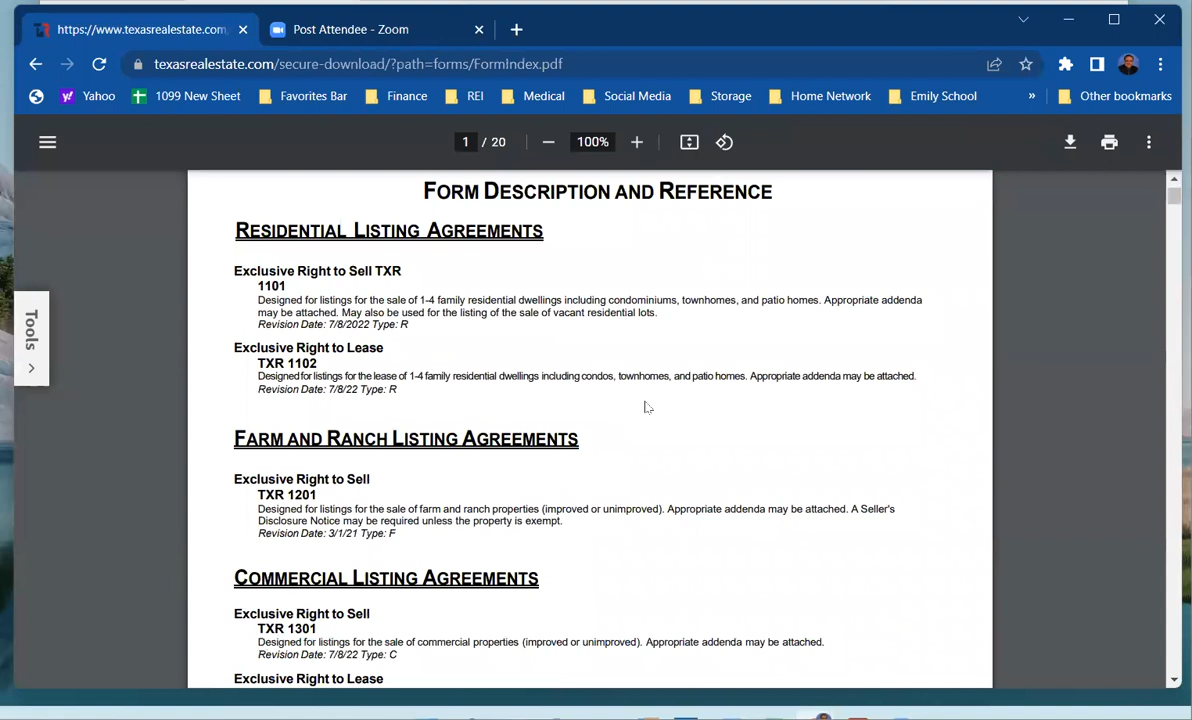 https://www.texasrealestate.com,
Post Attendee - Zoom
texasrealestate.com/secure-download/?path=forms/FormIndex.pdf
Yahoo 1099 New Sheet Favorites Bar Finance REI Medical Social Media Storage Home Network Emily School » Other bookmarks
1 / 20 100%
FORM DESCRIPTION AND REFERENCE
RESIDENTIAL LISTING AGREEMENTS
Exclusive Right to Sell TXR
1101
Designed for listings for the sale of 1-4 family residential dwellings including condominiums, townhomes, and patio homes. Appropriate addenda
may be attached. May also be used for the listing of the sale of vacant residential lots.
Revision Date: 7/8/2022 Type: R
Tools
Exclusive Right to Lease
TXR 1102
Designed for listings for the lease of 1-4 family residential dwellings including condos, townhomes, and patio homes. Appropriate addenda may be attached.
Revision Date: 7/8/22 Type: R
FARM AND RANCH LISTING AGREEMENTS
Exclusive Right to Sell
TXR 1201
Designed for listings for the sale of farm and ranch properties (improved or unimproved). Appropriate addenda may be attached. A Seller's
Disclosure Notice may be required unless the property is exempt.
Revision Date: 3/1/21 Type: F
COMMERCIAL LISTING AGREEMENTS
Exclusive Right to Sell
TXR 1301
Designed for listings for the sale of commercial properties (improved or unimproved). Appropriate addenda may be attached.
Revision Date: 7/8/22 Type: C
Exclusive Right to Lease